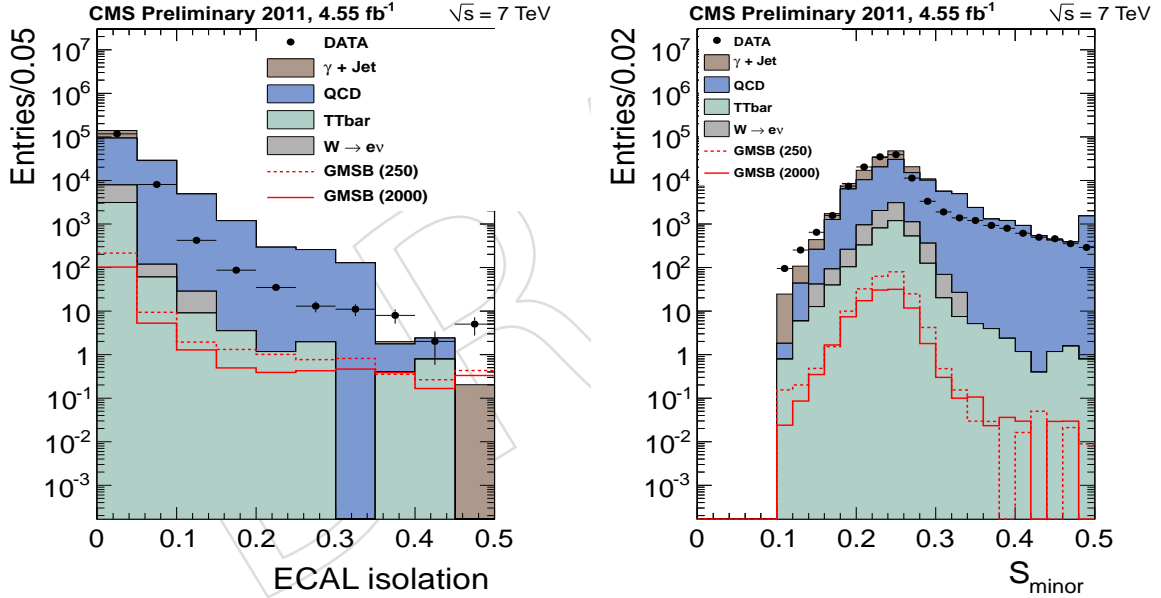 CMS Preliminary 2011, 4.55 fb⁻¹ √s = 7 TeV
Entries/0.05
10⁷
10⁶
10⁵
10⁴
10³
10²
10
1
10⁻¹
10⁻²
10⁻³
DATA
γ + Jet
QCD
TTbar
W → eν
GMSB (250)
GMSB (2000)
0 0.1 0.2 0.3 0.4 0.5
ECAL isolation
CMS Preliminary 2011, 4.55 fb⁻¹ √s = 7 TeV
Entries/0.02
10⁷
10⁶
10⁵
10⁴
10³
10²
10
1
10⁻¹
10⁻²
10⁻³
DATA
γ + Jet
QCD
TTbar
W → eν
GMSB (250)
GMSB (2000)
0 0.1 0.2 0.3 0.4 0.5
S_minor